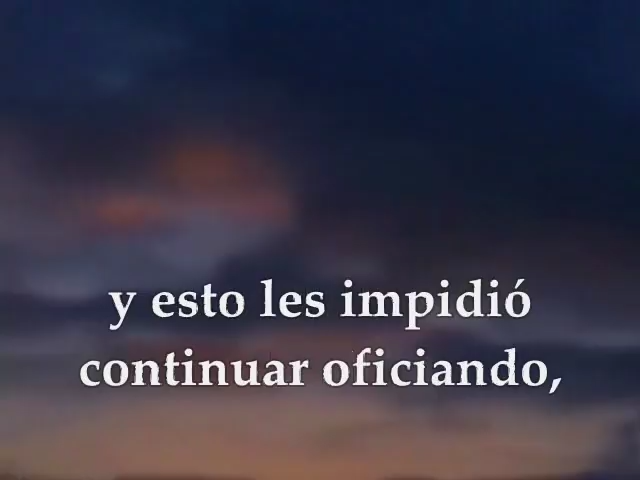 y esto les impidió
continuar oficiando,